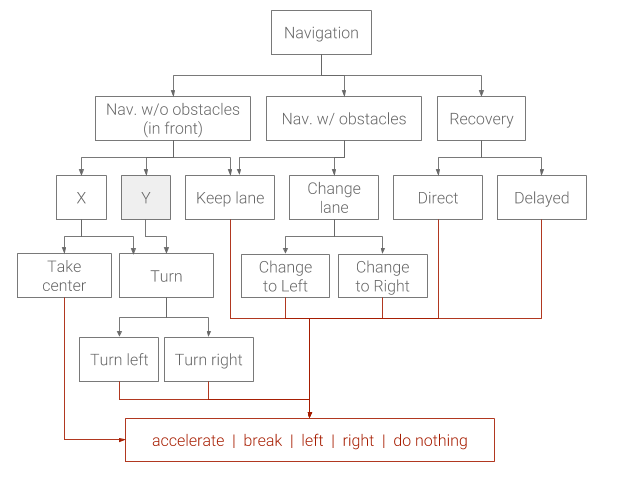 Navigation
Nav. w/o obstacles
(in front)
Nav. w/ obstacles
Recovery
X
Y
Keep lane
Change
lane
Direct
Delayed
Take
center
Turn
Change
to Left
Change
to Right
Turn left
Turn right
accelerate | break | left | right | do nothing